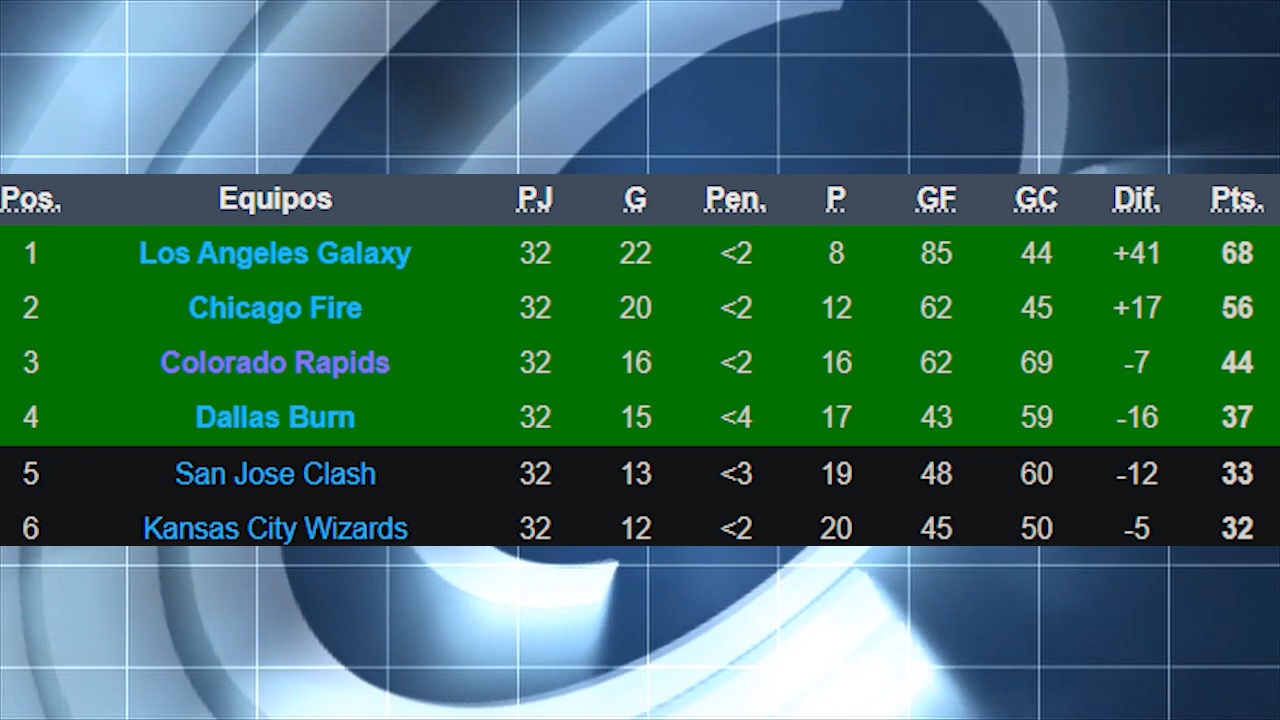 Pos. Equipos PJ G Pen. P GF GC Dif. Pts.
1 Los Angeles Galaxy 32 22 <2 8 85 44 +41 68
2 Chicago Fire 32 20 <2 12 62 45 +17 56
3 Colorado Rapids 32 16 <2 16 62 69 -7 44
4 Dallas Burn 32 15 <4 17 43 59 -16 37
5 San Jose Clash 32 13 <3 19 48 60 -12 33
6 Kansas City Wizards 32 12 <2 20 45 50 -5 32